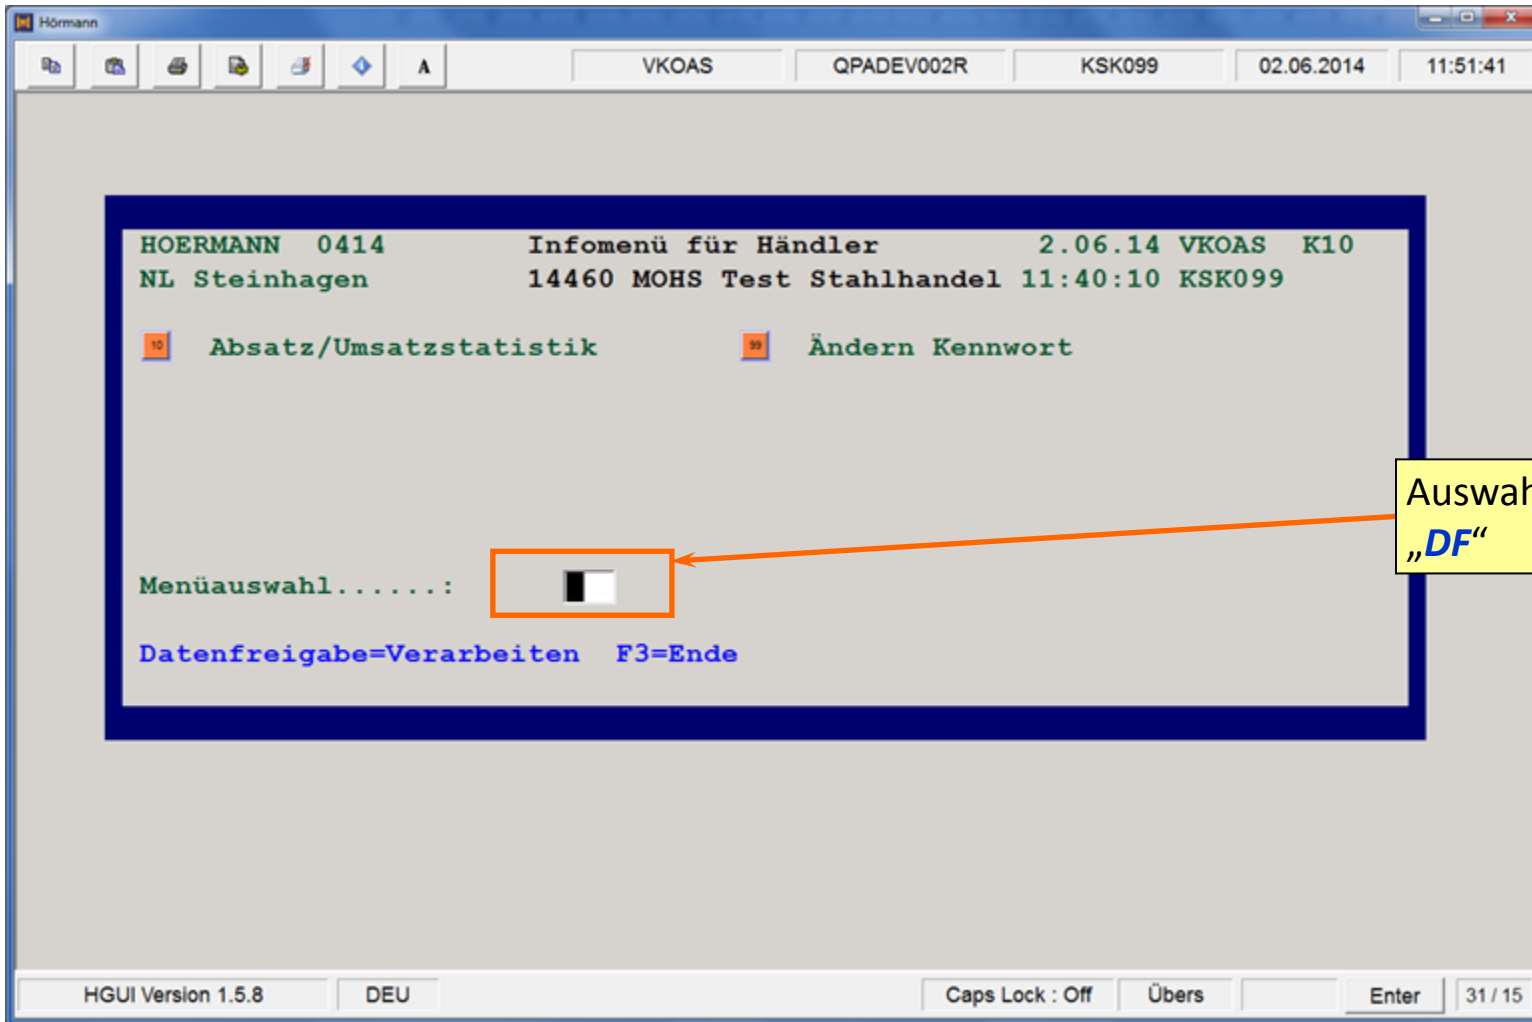 Hörmann
A VKOAS QPADEV002R KSK099 02.06.2014 11:51:41
HOERMANN 0414 Infomenü für Händler 2.06.14 VKOAS K10
NL Steinhagen 14460 MOHS Test Stahlhandel 11:40:10 KSK099
10 Absatz/Umsatzstatistik 99 Ändern Kennwort
„DF“
Menüauswahl......:
Datenfreigabe=Verarbeiten F3=Ende
HGUI Version 1.5.8 DEU Caps Lock : Off Übers Enter 31 / 15